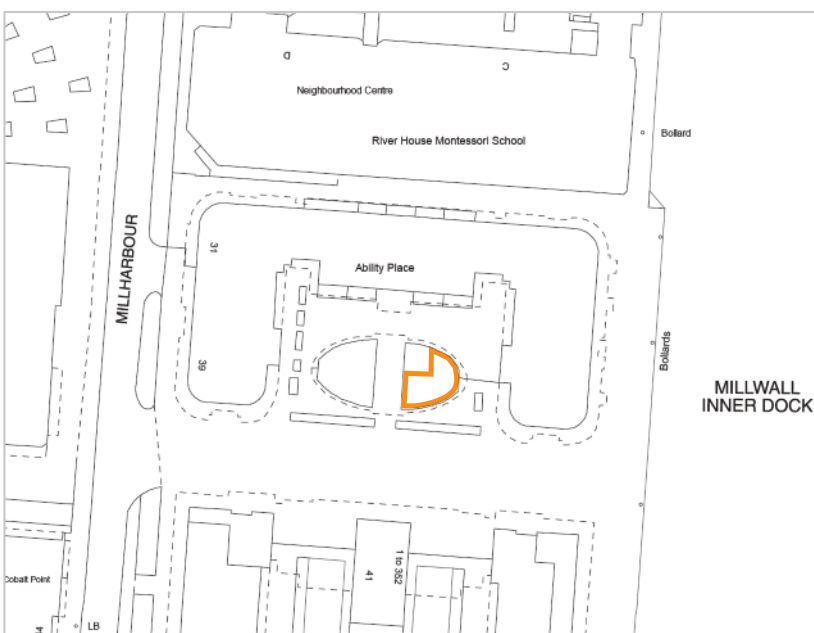 D
C
Neighbourhood Centre
Bollard
River House Montessori School
MILLHARBOUR
31
Ability Place
39
Bollards
MILLWALL
INNER DOCK
1 to 352
41
Cobalt Point
LB